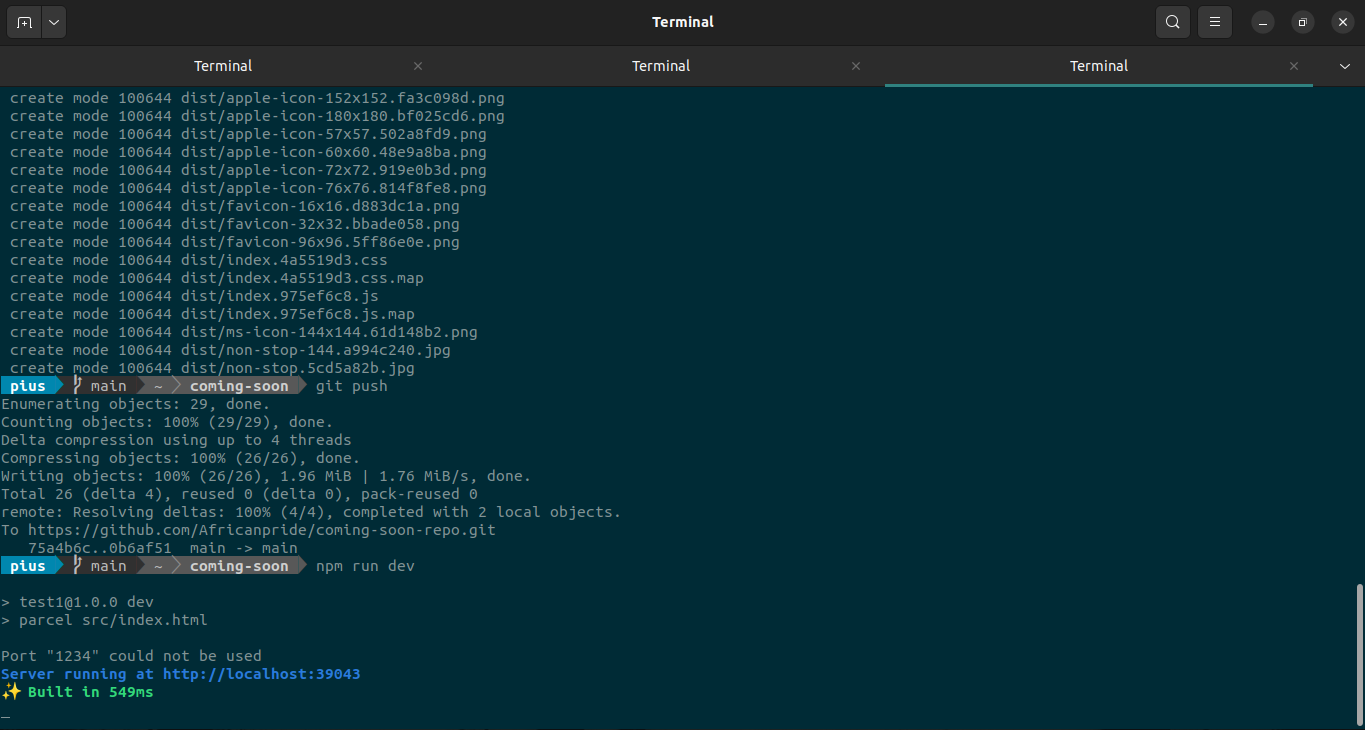 Terminal
Terminal
Terminal
Terminal
create mode 100644 dist/apple-icon-152x152.fa3c098d.png
create mode 100644 dist/apple-icon-180x180.bf025cd6.png
create mode 100644 dist/apple-icon-57x57.502a8fd9.png
create mode 100644 dist/apple-icon-60x60.48e9a8ba.png
create mode 100644 dist/apple-icon-72x72.919e0b3d.png
create mode 100644 dist/apple-icon-76x76.814f8fe8.png
create mode 100644 dist/favicon-16x16.d883dc1a.png
create mode 100644 dist/favicon-32x32.bbade058.png
create mode 100644 dist/favicon-96x96.5ff86e0e.png
create mode 100644 dist/index.4a5519d3.css
create mode 100644 dist/index.4a5519d3.css.map
create mode 100644 dist/index.975ef6c8.js
create mode 100644 dist/index.975ef6c8.js.map
create mode 100644 dist/ms-icon-144x144.61d148b2.png
create mode 100644 dist/non-stop-144.a994c240.jpg
create mode 100644 dist/non-stop.5cd5a82b.jpg
pius main ~ coming-soon git push
Enumerating objects: 29, done.
Counting objects: 100% (29/29), done.
Delta compression using up to 4 threads
Compressing objects: 100% (26/26), done.
Writing objects: 100% (26/26), 1.96 MiB | 1.76 MiB/s, done.
Total 26 (delta 4), reused 0 (delta 0), pack-reused 0
remote: Resolving deltas: 100% (4/4), completed with 2 local objects.
To https://github.com/Africanpride/coming-soon-repo.git
75a4b6c..0b6af51 main -> main
pius main ~ coming-soon npm run dev
> test1@1.0.0 dev
> parcel src/index.html
Port "1234" could not be used
Server running at http://localhost:39043
✨ Built in 549ms